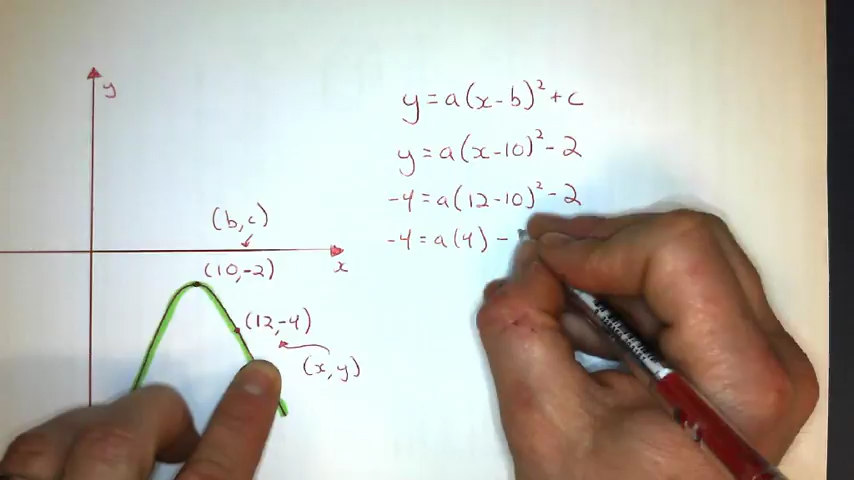 y
y = a(x - b)² + c
y = a(x - 10)² - 2
-4 = a(12 - 10)² - 2
(b, c)
-4 = a(4) -
x
(10, -2)
(12, -4)
(x, y)